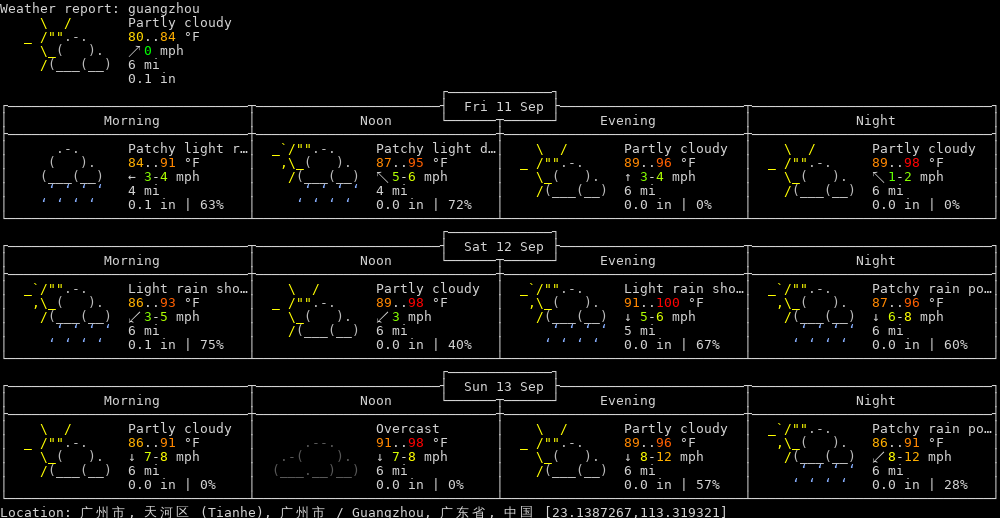 Weather report: guangzhou
Partly cloudy
80..84 °F
↗ 0 mph
6 mi
0.1 in
Fri 11 Sep
Morning Noon Evening Night
Patchy light r… Patchy light d… Partly cloudy Partly cloudy
84..91 °F 87..95 °F 89..96 °F 89..98 °F
← 3-4 mph ↖ 5-6 mph ↑ 3-4 mph ↖ 1-2 mph
4 mi 4 mi 6 mi 6 mi
0.1 in | 63% 0.0 in | 72% 0.0 in | 0% 0.0 in | 0%
Sat 12 Sep
Morning Noon Evening Night
Light rain sho… Partly cloudy Light rain sho… Patchy rain po…
86..93 °F 89..98 °F 91..100 °F 87..96 °F
↙ 3-5 mph ↙ 3 mph ↓ 5-6 mph ↓ 6-8 mph
6 mi 6 mi 5 mi 6 mi
0.1 in | 75% 0.0 in | 40% 0.0 in | 67% 0.0 in | 60%
Sun 13 Sep
Morning Noon Evening Night
Partly cloudy Overcast Partly cloudy Patchy rain po…
86..91 °F 91..98 °F 89..96 °F 86..91 °F
↓ 7-8 mph ↓ 7-8 mph ↓ 8-12 mph ↙ 8-12 mph
6 mi 6 mi 6 mi 6 mi
0.0 in | 0% 0.0 in | 0% 0.0 in | 57% 0.0 in | 28%
Location: 广州市, 天河区 (Tianhe), 广州市 / Guangzhou, 广东省, 中国 [23.1387267,113.319321]